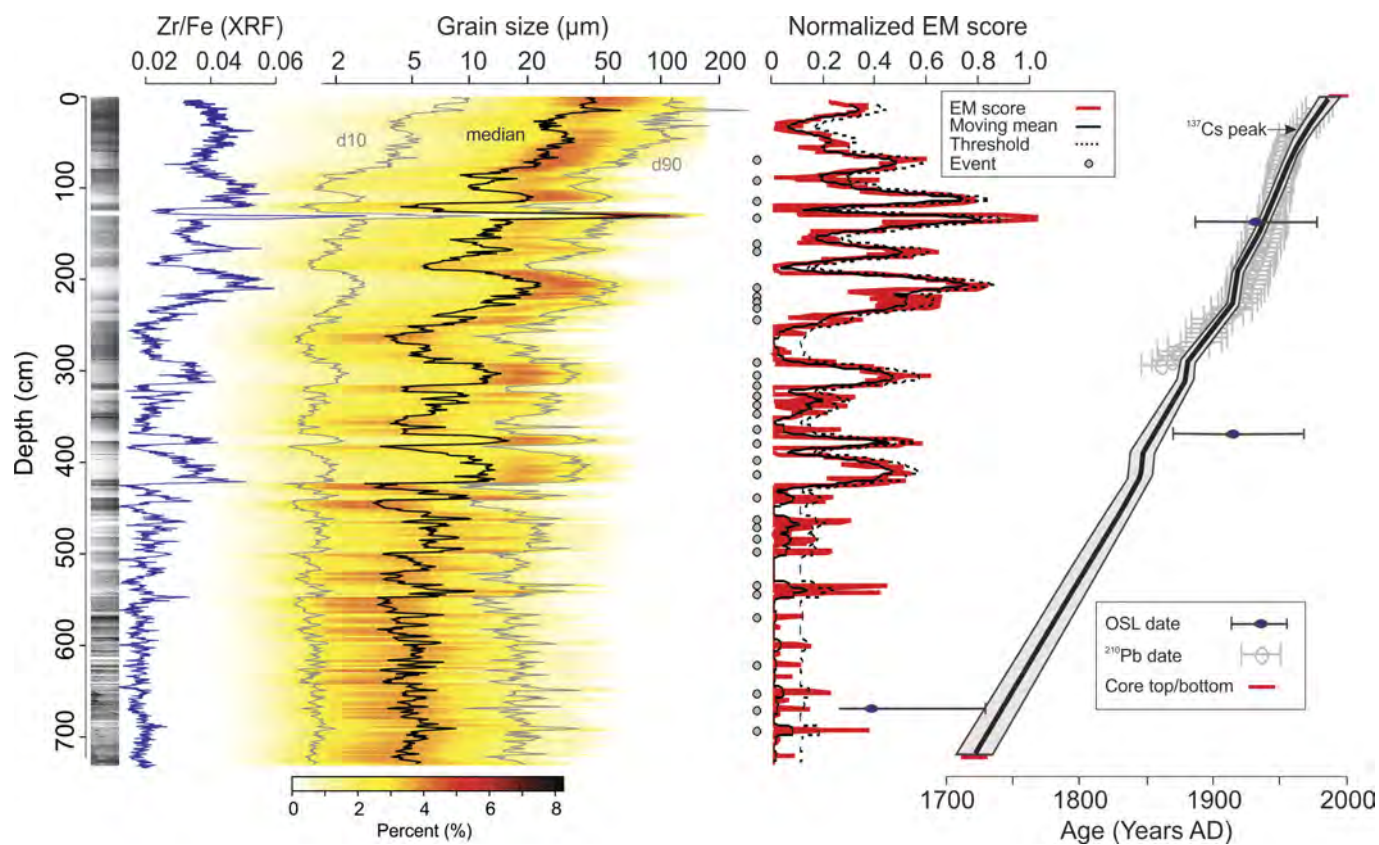 Zr/Fe (XRF) Grain size (µm) Normalized EM score
0.02 0.04 0.06 2 5 10 20 50 100 200 0 0.2 0.4 0.6 0.8 1.0
0
100
200
300
400
500
600
700
Depth (cm)
d10
median
d90
EM score
Moving mean
Threshold
Event
¹³⁷Cs peak
OSL date
²¹⁰Pb date
Core top/bottom
0 2 4 6 8
Percent (%)
1700 1800 1900 2000
Age (Years AD)